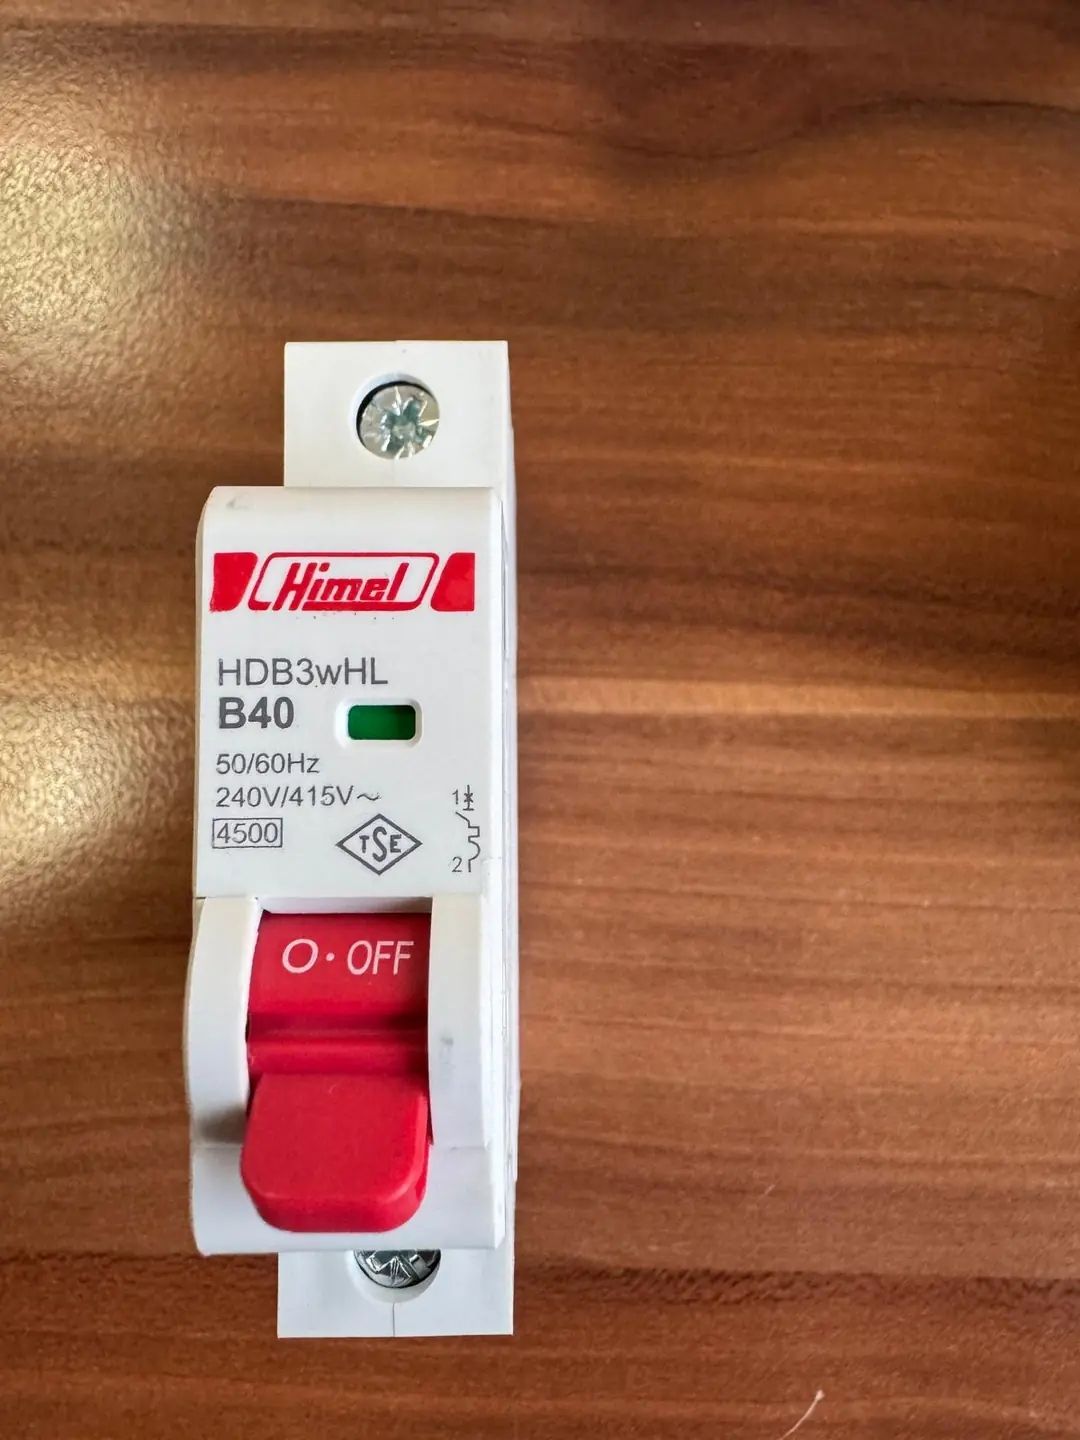 Himel
HDB3wHL
B40
50/60Hz
240V/415V~
4500
TSE
1
2
O·OFF